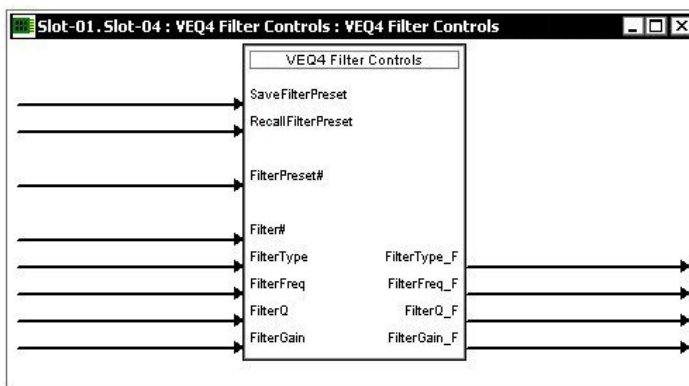 Slot-01.Slot-04 : VEQ4 Filter Controls : VEQ4 Filter Controls
VEQ4 Filter Controls
SaveFilterPreset
RecallFilterPreset
FilterPreset#
Filter#
FilterType FilterType_F
FilterFreq FilterFreq_F
FilterQ FilterQ_F
FilterGain FilterGain_F